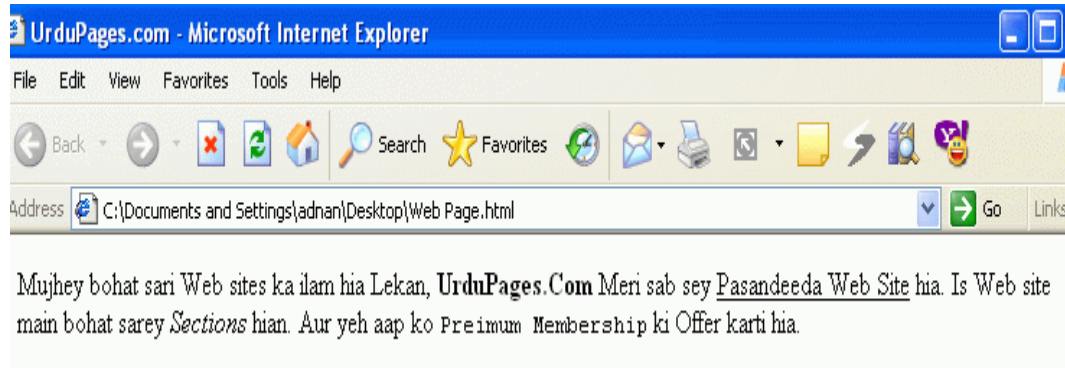 UrduPages.com - Microsoft Internet Explorer
File Edit View Favorites Tools Help
Back Search Favorites
Address C:\Documents and Settings\adnan\Desktop\Web Page.html Go Links
Mujhey bohat sari Web sites ka ilam hia Lekan, UrduPages.Com Meri sab sey Pasandeeda Web Site hia. Is Web site
main bohat sarey Sections hian. Aur yeh aap ko Preimum Membership ki Offer karti hia.